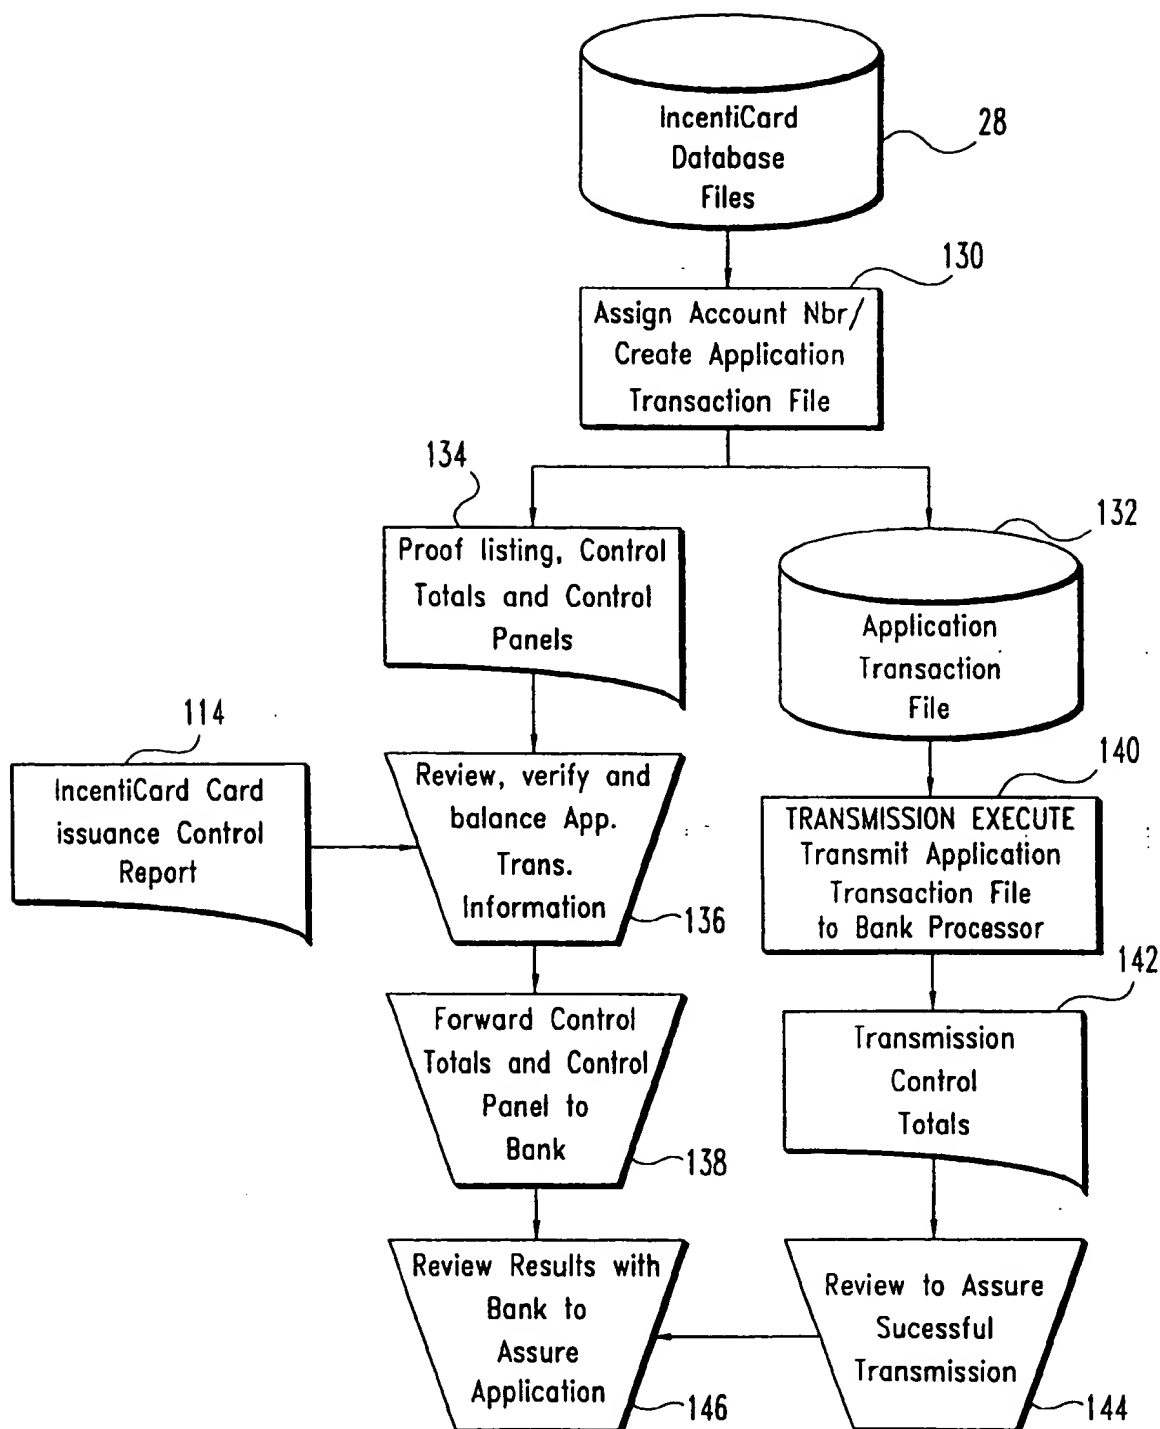 IncentiCard
Database
Files
28
130
Assign Account Nbr/
Create Application
Transaction File
134
Proof listing, Control
Totals and Control
Panels
132
Application
Transaction
File
114
IncentiCard Card
issuance Control
Report
Review, verify and
balance App.
Trans.
Information
136
140
TRANSMISSION EXECUTE
Transmit Application
Transaction File
to Bank Processor
Forward Control
Totals and Control
Panel to
Bank
138
142
Transmission
Control
Totals
Review Results with
Bank to
Assure
Application
146
Review to Assure
Sucessful
Transmission
144